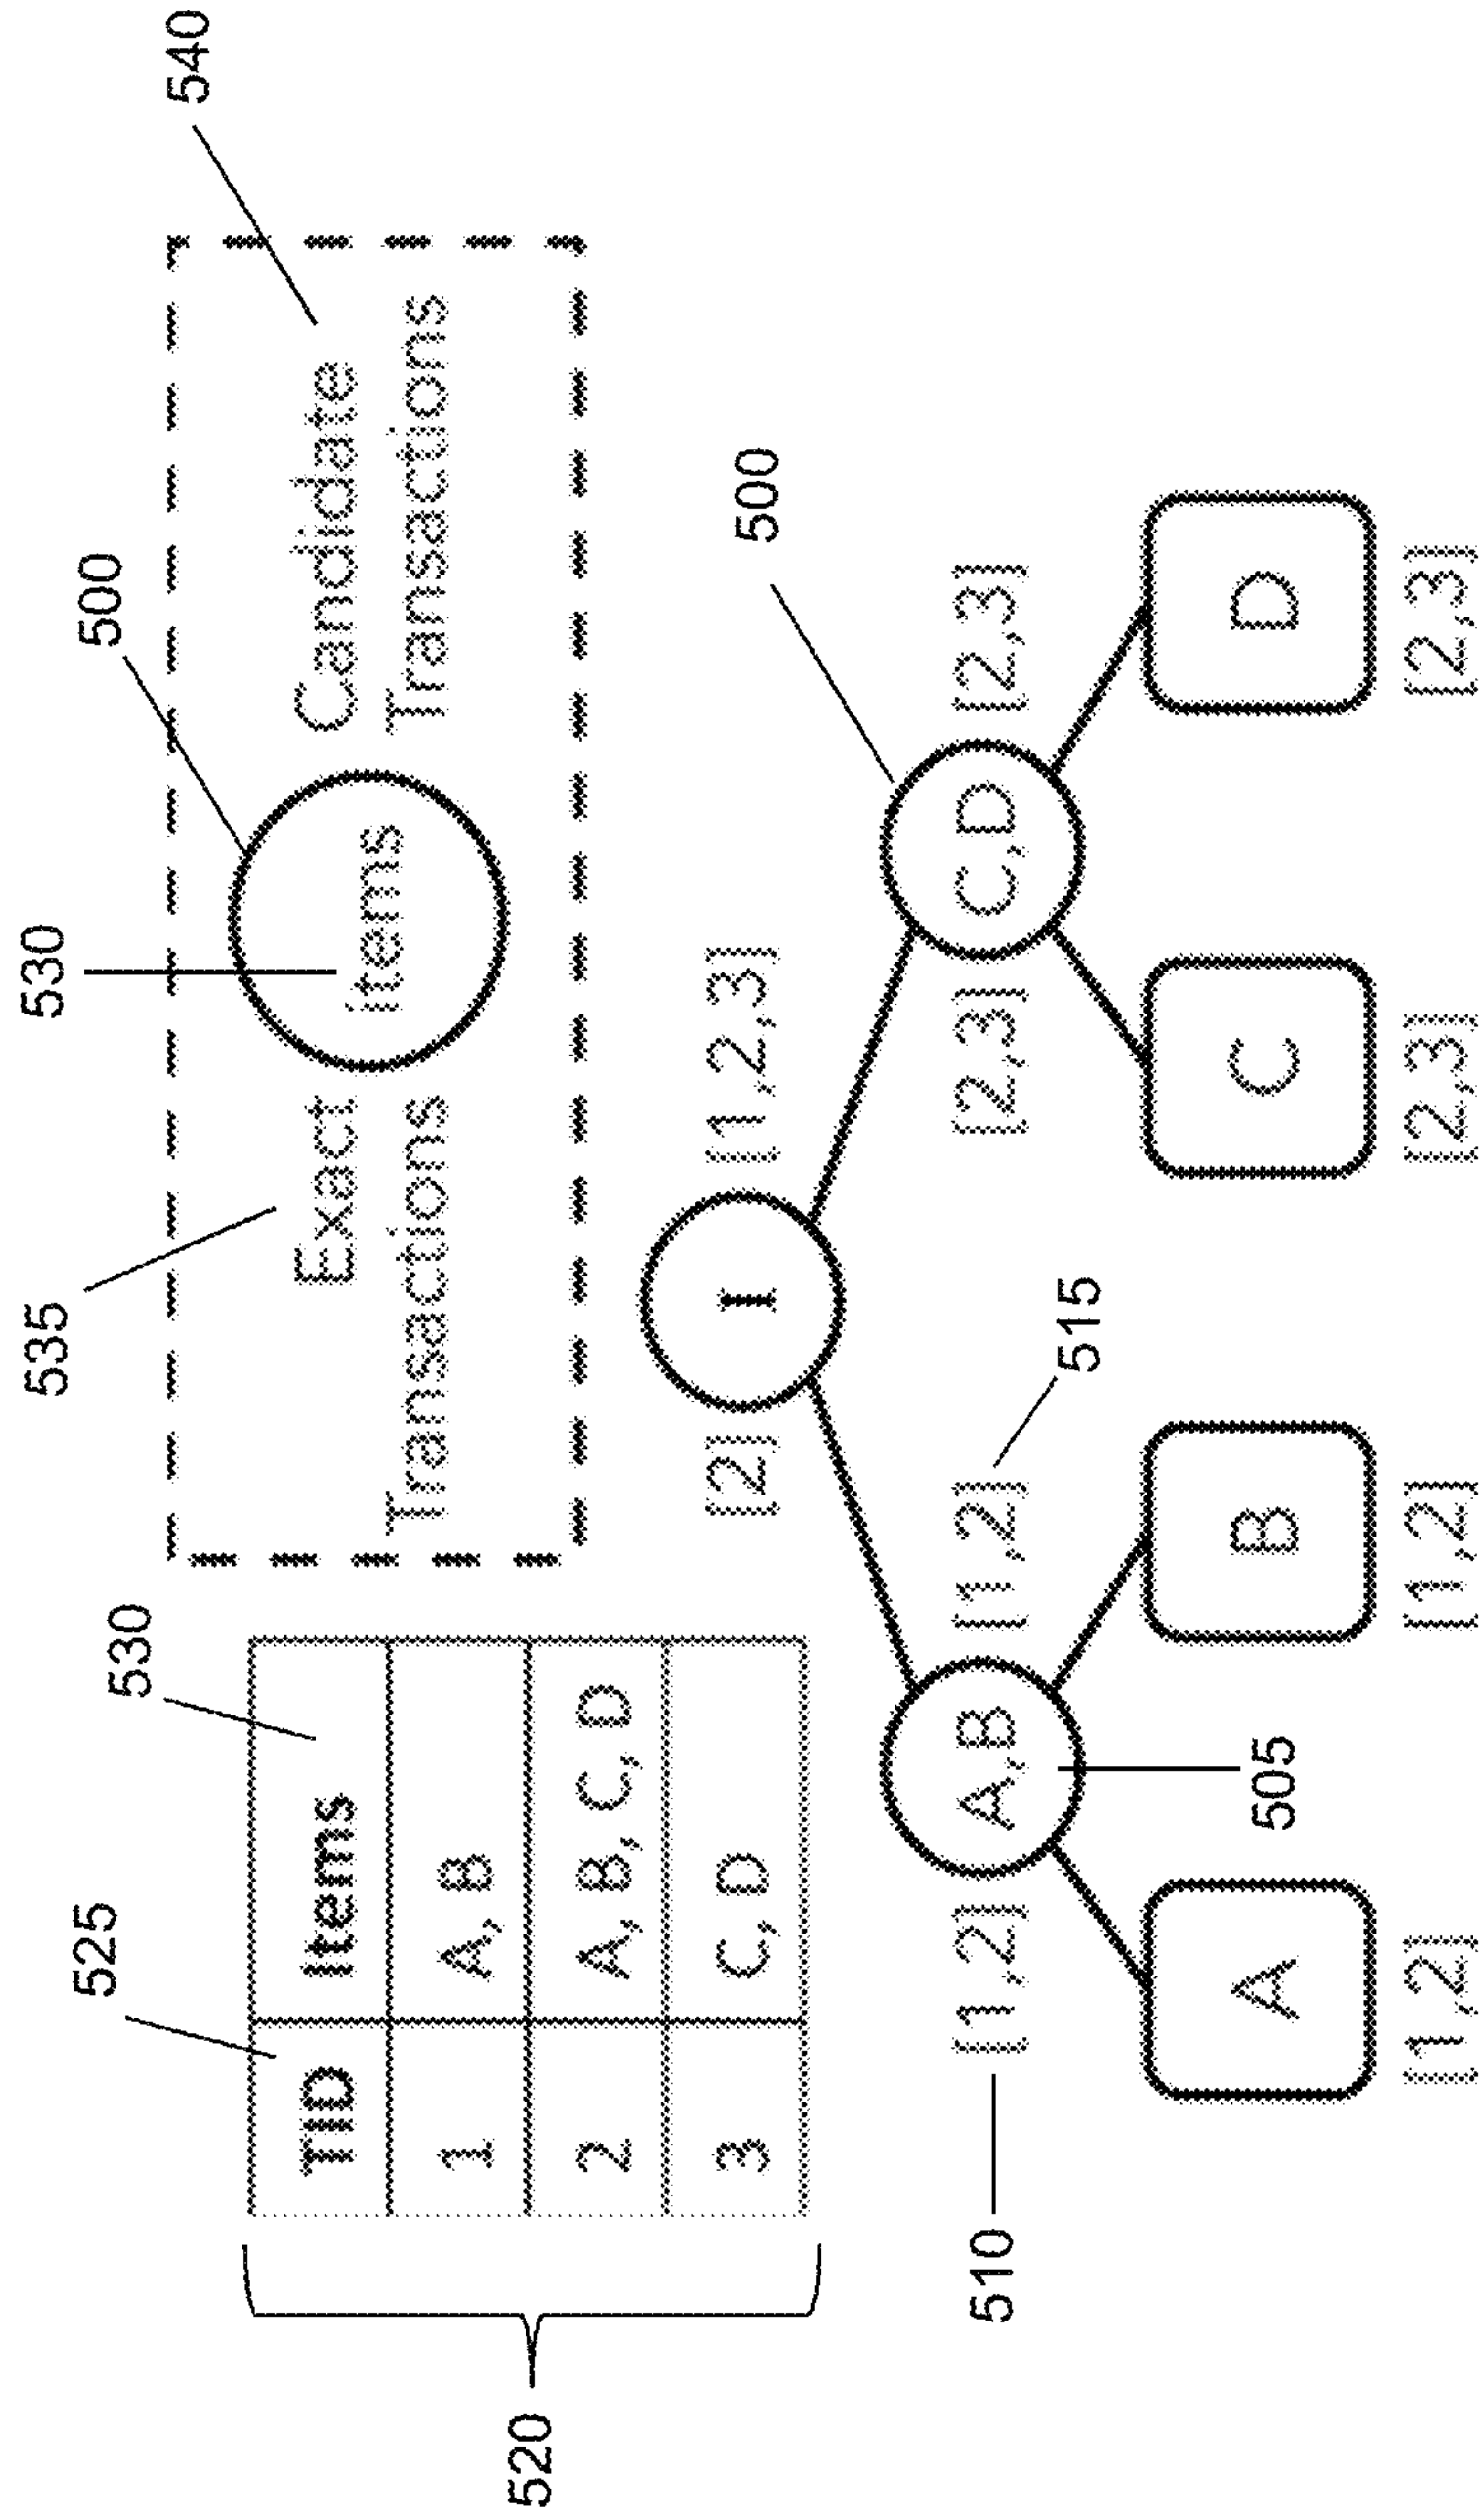 540
500
530
535
Exact
Transactions
Items
Candidate
Transactions
530
525
TID Items
1 A, B
2 A, B, C, D
3 C, D
520
[2] I [1,2,3]
500
515
510
[1,2] A,B [1,2]
[2,3] C,D [2,3]
505
A B C D
[1,2] [1,2] [2,3] [2,3]